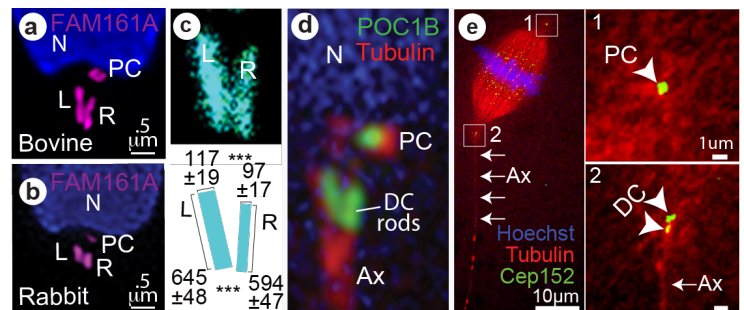 a
FAM161A
N
PC
L
R
Bovine
.5
µm
b
FAM161A
N
L
PC
R
Rabbit
.5
µm
c
L
R
117
±19
***
97
±17
L
R
645
±48
***
594
±47
d
POC1B
Tubulin
N
PC
DC
rods
Ax
e
1
2
Ax
Hoechst
Tubulin
Cep152
10µm
1
PC
1um
2
DC
Ax